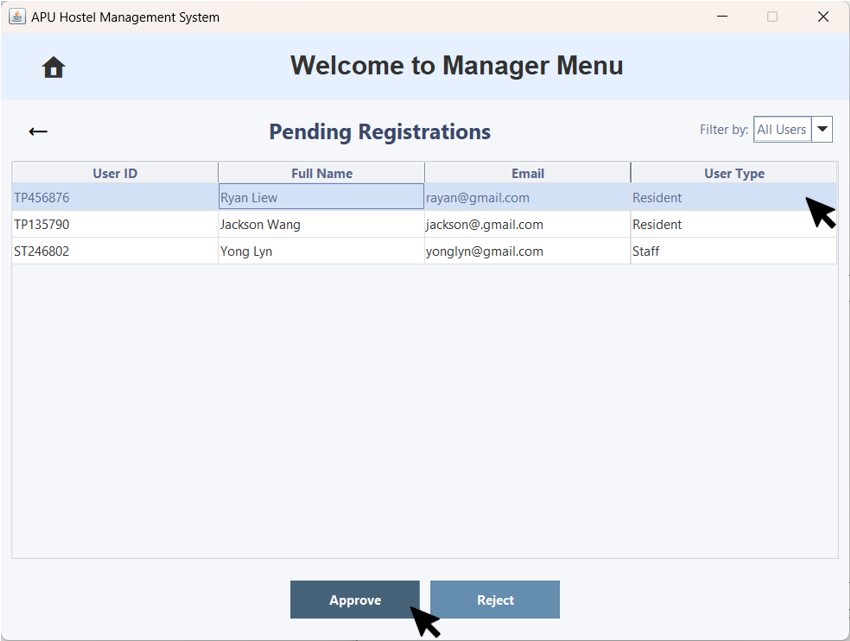 APU Hostel Management System
Welcome to Manager Menu
Pending Registrations
Filter by: All Users
User ID Full Name Email User Type
TP456876 Ryan Liew rayan@gmail.com Resident
TP135790 Jackson Wang jackson@.gmail.com Resident
ST246802 Yong Lyn yonglyn@gmail.com Staff
Approve Reject